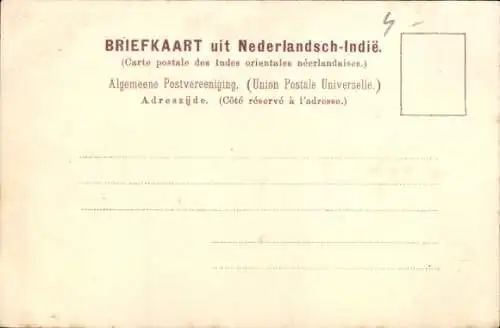 4 -
BRIEFKAART uit Nederlandsch-Indië.
(Carte postale des Indes orientales néerlandaises.)
Algemeene Postvereeniging. (Union Postale Universelle.)
Adreszijde. (Côté réservé à l'adresse.)